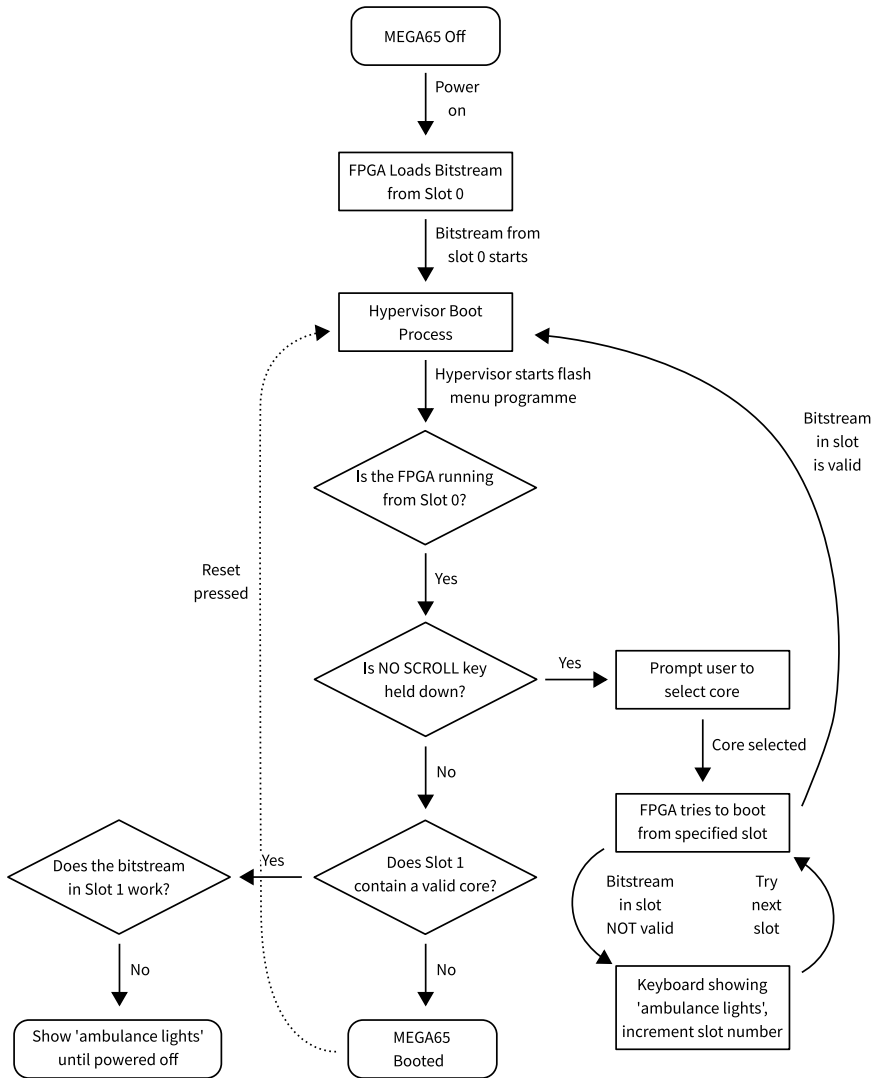 MEGA65 Off
Power
on
FPGA Loads Bitstream
from Slot 0
Bitstream from
slot 0 starts
Hypervisor Boot
Process
Hypervisor starts flash
menu programme
Bitstream
in slot
is valid
Is the FPGA running
from Slot 0?
Reset
pressed
Yes
Is NO SCROLL key
held down?
Yes
Prompt user to
select core
Core selected
No
FPGA tries to boot
from specified slot
Does the bitstream
in Slot 1 work?
Yes
Does Slot 1
contain a valid core?
Bitstream
in slot
NOT valid
Try
next
slot
No
No
Keyboard showing
'ambulance lights',
increment slot number
Show 'ambulance lights'
until powered off
MEGA65
Booted